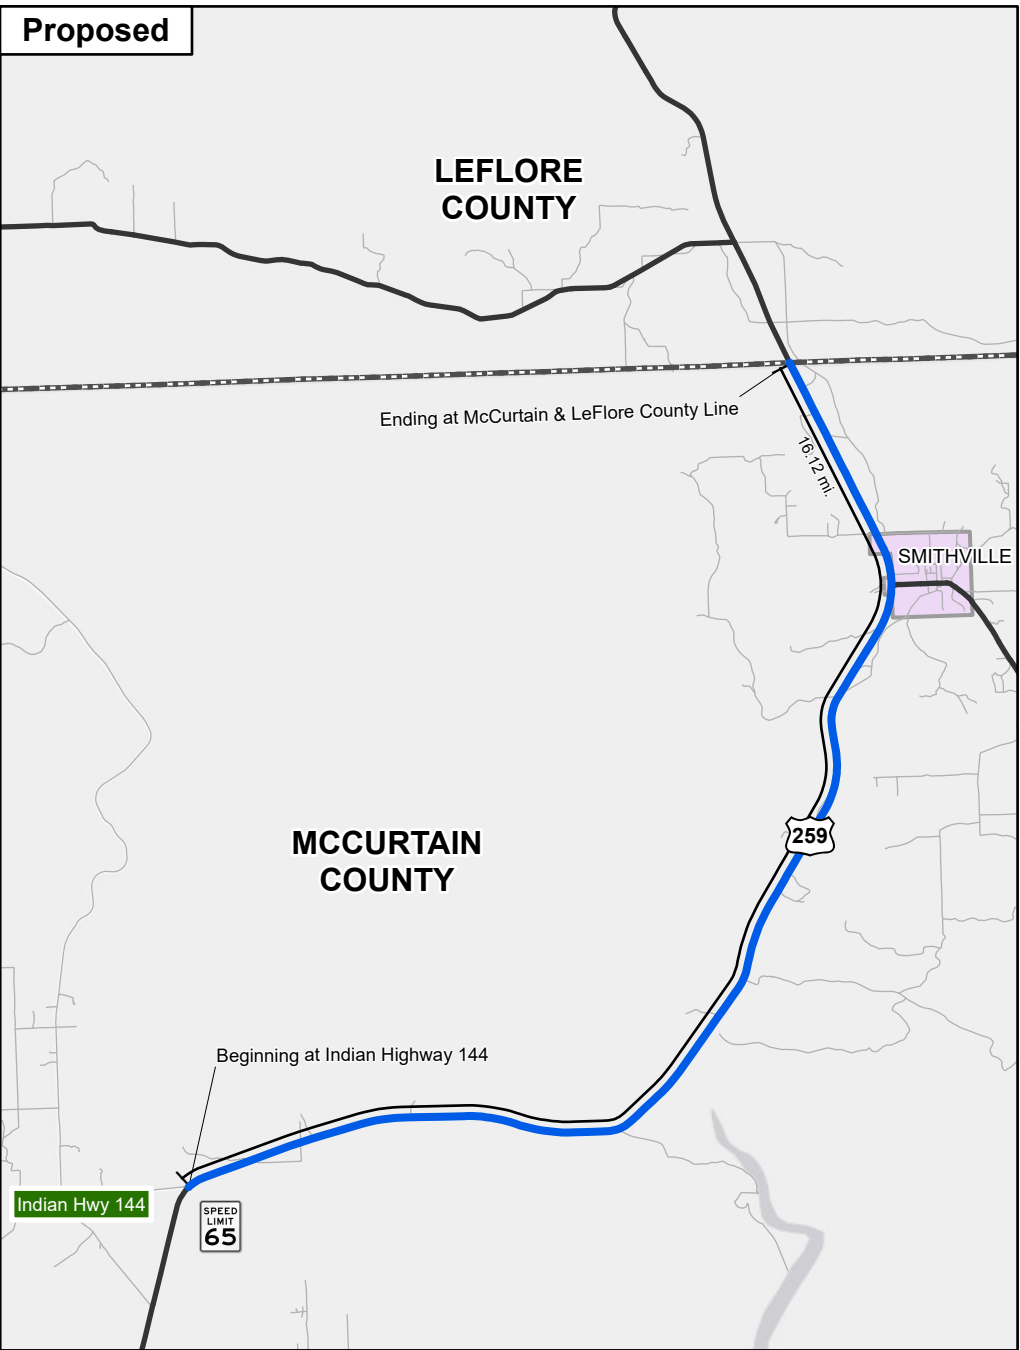 Proposed
LEFLORE
COUNTY
Ending at McCurtain & LeFlore County Line
16.12 mi.
SMITHVILLE
259
MCCURTAIN
COUNTY
Beginning at Indian Highway 144
Indian Hwy 144
SPEED
LIMIT
65